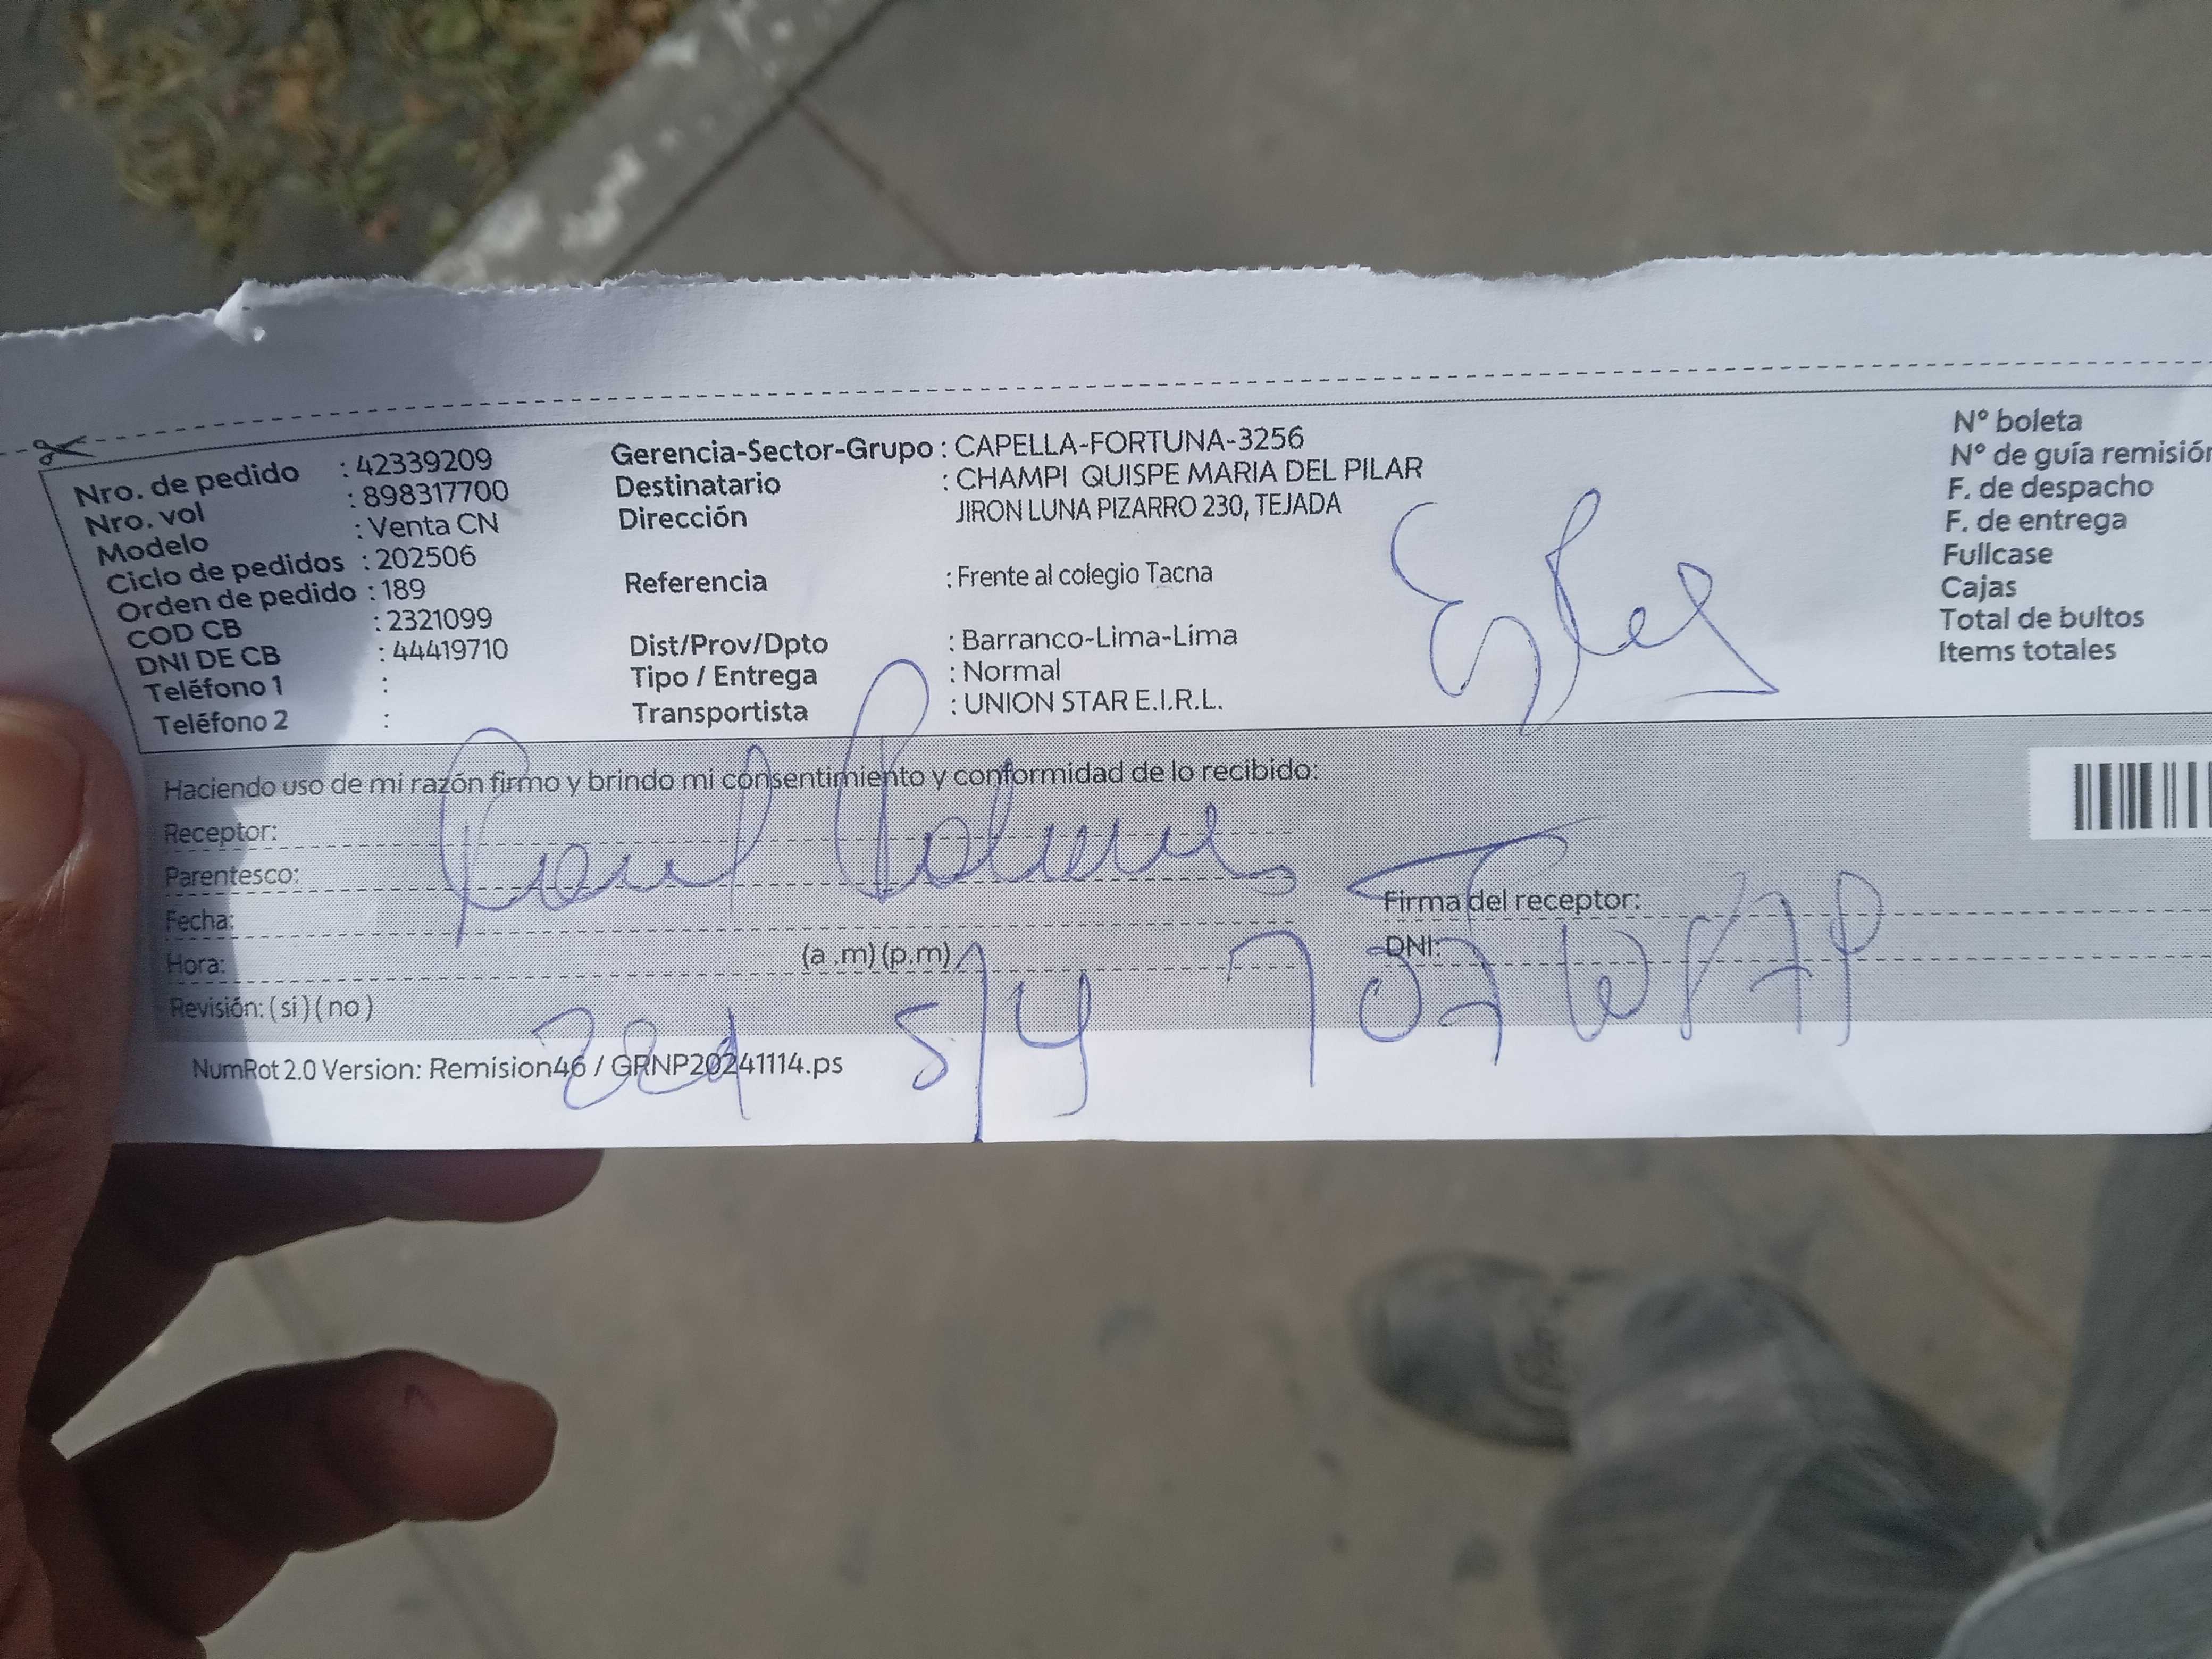 Nro. de pedido : 42339209
Nro. vol : 898317700
Modelo : Venta CN
Ciclo de pedidos : 202506
Orden de pedido : 189
COD CB : 2321099
DNI DE CB : 44419710
Teléfono 1 :
Teléfono 2 :
Gerencia-Sector-Grupo : CAPELLA-FORTUNA-3256
Destinatario : CHAMPI QUISPE MARIA DEL PILAR
Dirección JIRON LUNA PIZARRO 230, TEJADA
Referencia : Frente al colegio Tacna
Dist/Prov/Dpto : Barranco-Lima-Lima
Tipo / Entrega : Normal
Transportista : UNION STAR E.I.R.L.
N° boleta
N° de guía remisión
F. de despacho
F. de entrega
Fullcase
Cajas
Total de bultos
Items totales
Haciendo uso de mi razón firmo y brindo mi consentimiento y conformidad de lo recibido:
Receptor:
Parentesco:
Fecha:
Hora: (a .m) (p.m)
Revisión: ( si ) ( no )
Firma del receptor:
DNI:
5/4
NumRot 2.0 Version: Remision46 / GRNP20241114.ps